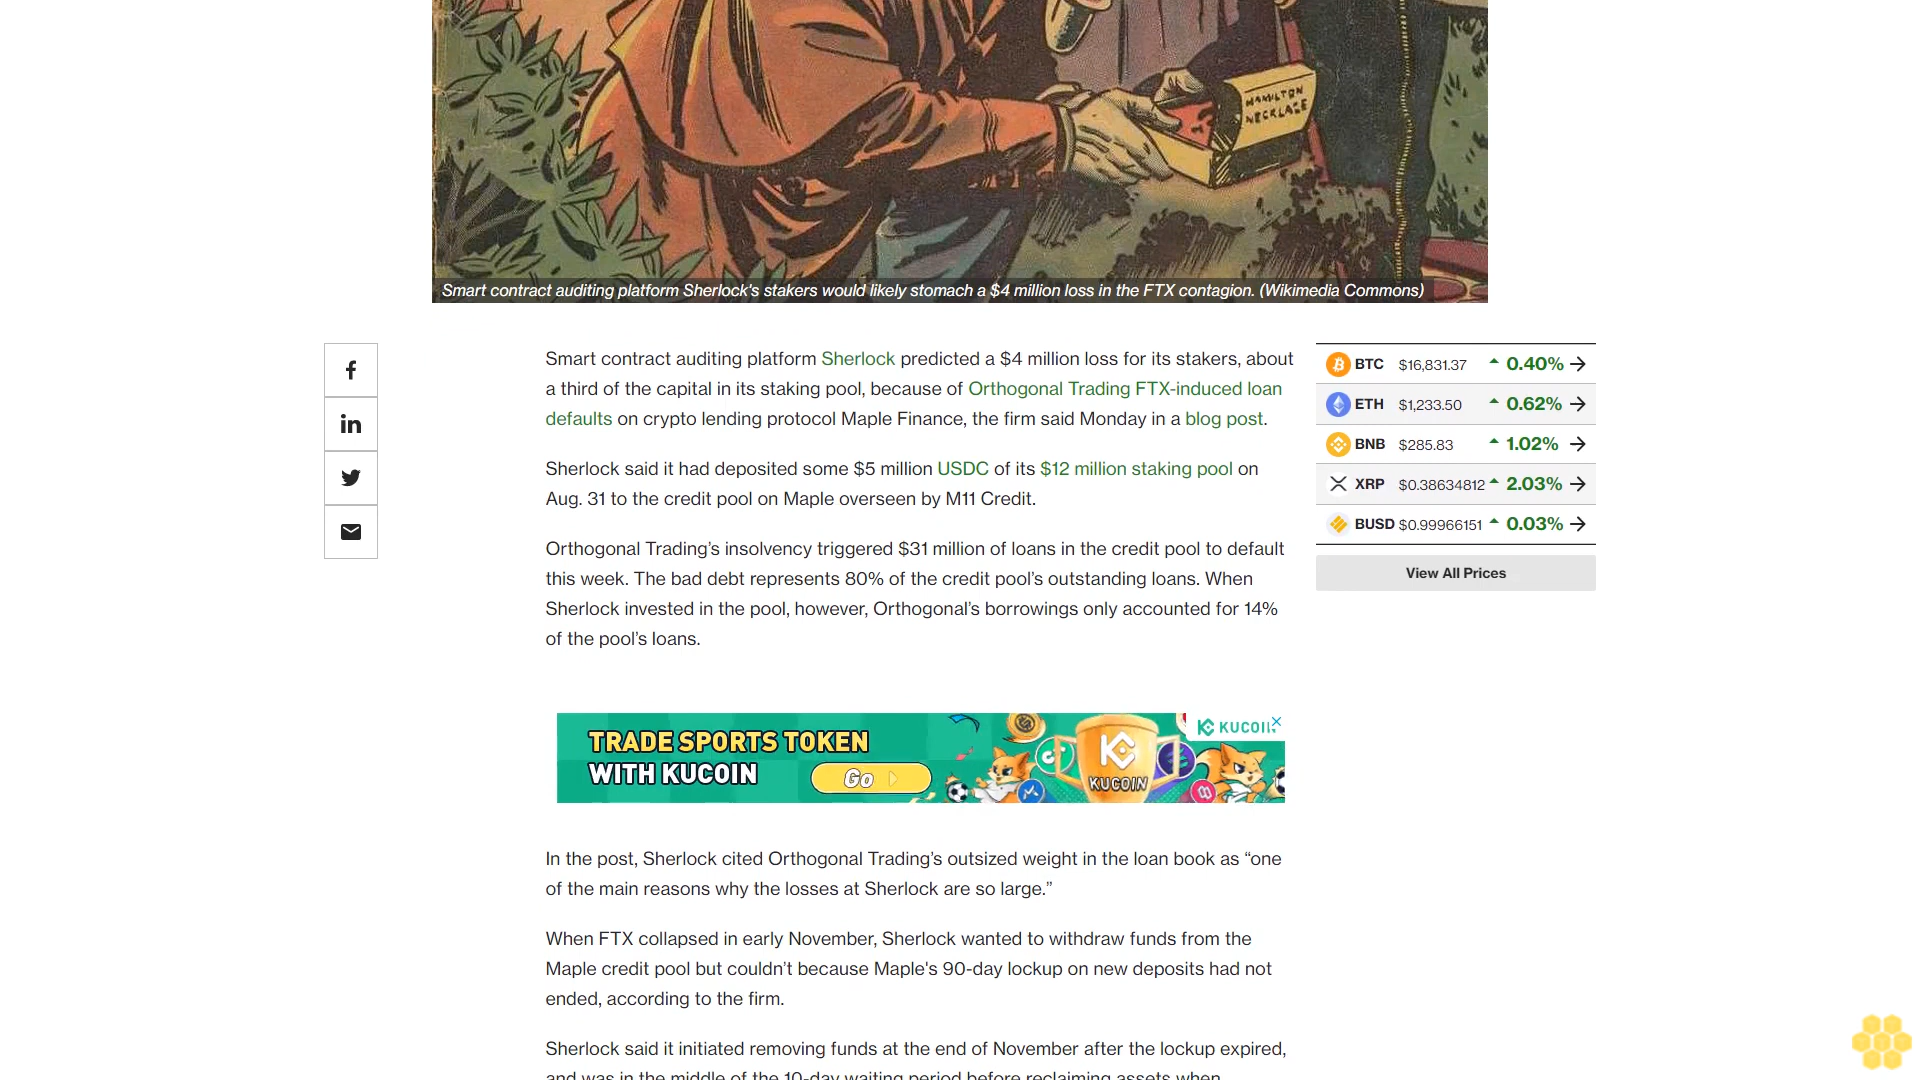 HAMILTON
NECKLACE
Smart contract auditing platform Sherlock's stakers would likely stomach a $4 million loss in the FTX contagion. (Wikimedia Commons)
Smart contract auditing platform Sherlock predicted a $4 million loss for its stakers, about
a third of the capital in its staking pool, because of Orthogonal Trading FTX-induced loan
defaults on crypto lending protocol Maple Finance, the firm said Monday in a blog post.
Sherlock said it had deposited some $5 million USDC of its $12 million staking pool on
Aug. 31 to the credit pool on Maple overseen by M11 Credit.
Orthogonal Trading’s insolvency triggered $31 million of loans in the credit pool to default
this week. The bad debt represents 80% of the credit pool’s outstanding loans. When
Sherlock invested in the pool, however, Orthogonal’s borrowings only accounted for 14%
of the pool’s loans.
BTC $16,831.37 0.40%
ETH $1,233.50 0.62%
BNB $285.83 1.02%
XRP $0.38634812 2.03%
BUSD $0.99966151 0.03%
View All Prices
TRADE SPORTS TOKEN
WITH KUCOIN
Go
KUCOIN
KUCOIN
In the post, Sherlock cited Orthogonal Trading’s outsized weight in the loan book as “one
of the main reasons why the losses at Sherlock are so large.”
When FTX collapsed in early November, Sherlock wanted to withdraw funds from the
Maple credit pool but couldn’t because Maple's 90-day lockup on new deposits had not
ended, according to the firm.
Sherlock said it initiated removing funds at the end of November after the lockup expired,
and was in the middle of the 10-day waiting period before reclaiming assets when